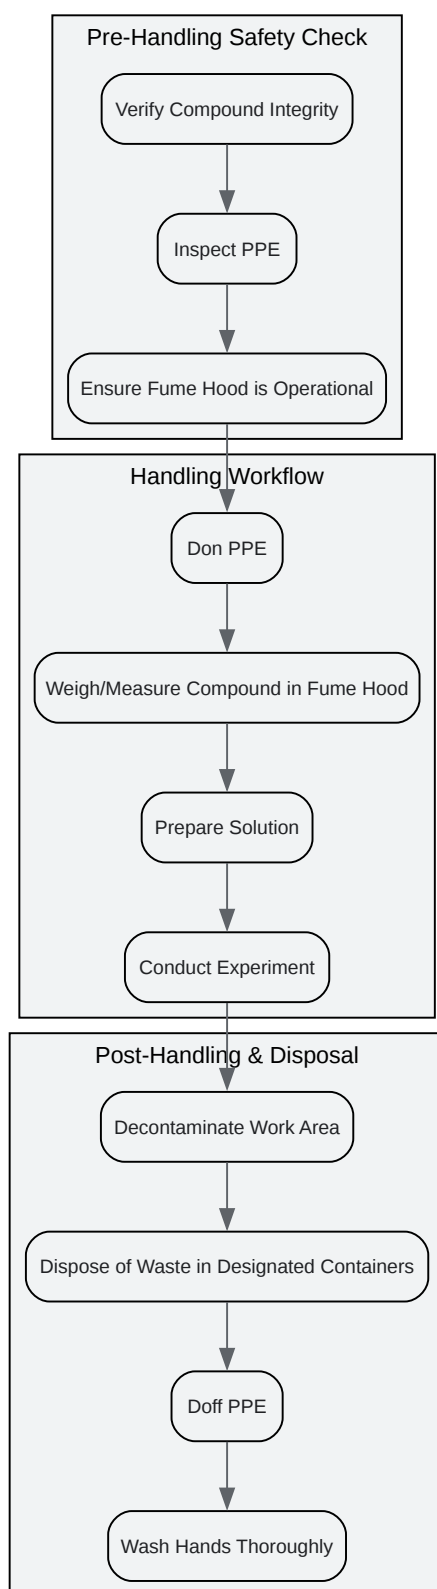 Pre-Handling Safety Check
Verify Compound Integrity
Inspect PPE
Ensure Fume Hood is Operational
Handling Workflow
Don PPE
Weigh/Measure Compound in Fume Hood
Prepare Solution
Conduct Experiment
Post-Handling & Disposal
Decontaminate Work Area
Dispose of Waste in Designated Containers
Doff PPE
Wash Hands Thoroughly